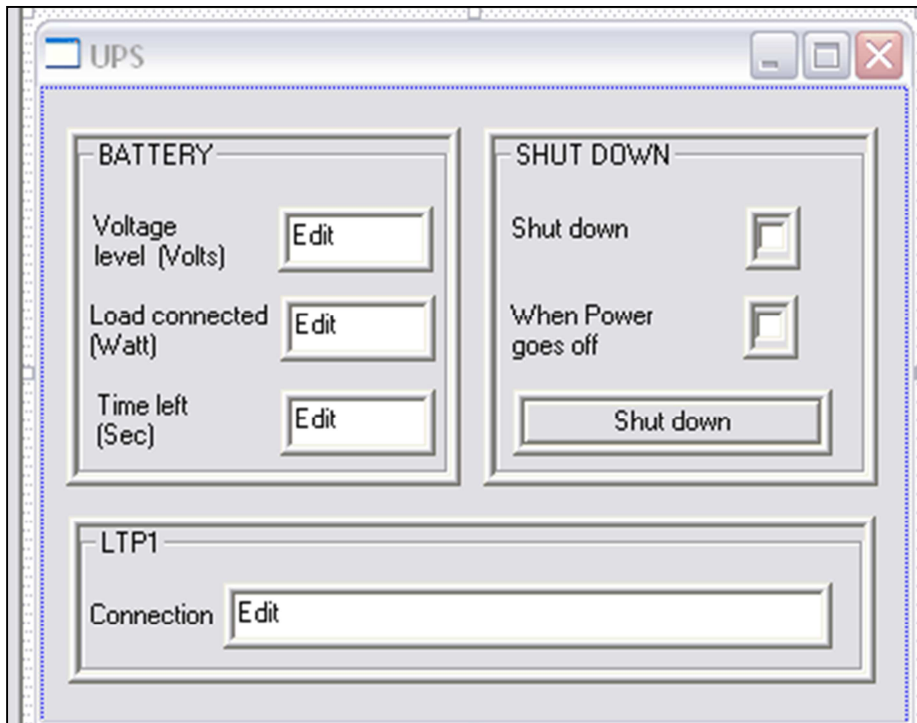 UPS
BATTERY
Voltage
level (Volts)
Edit
Load connected
(Watt)
Edit
Time left
(Sec)
Edit
SHUT DOWN
Shut down
When Power
goes off
Shut down
LTP1
Connection
Edit